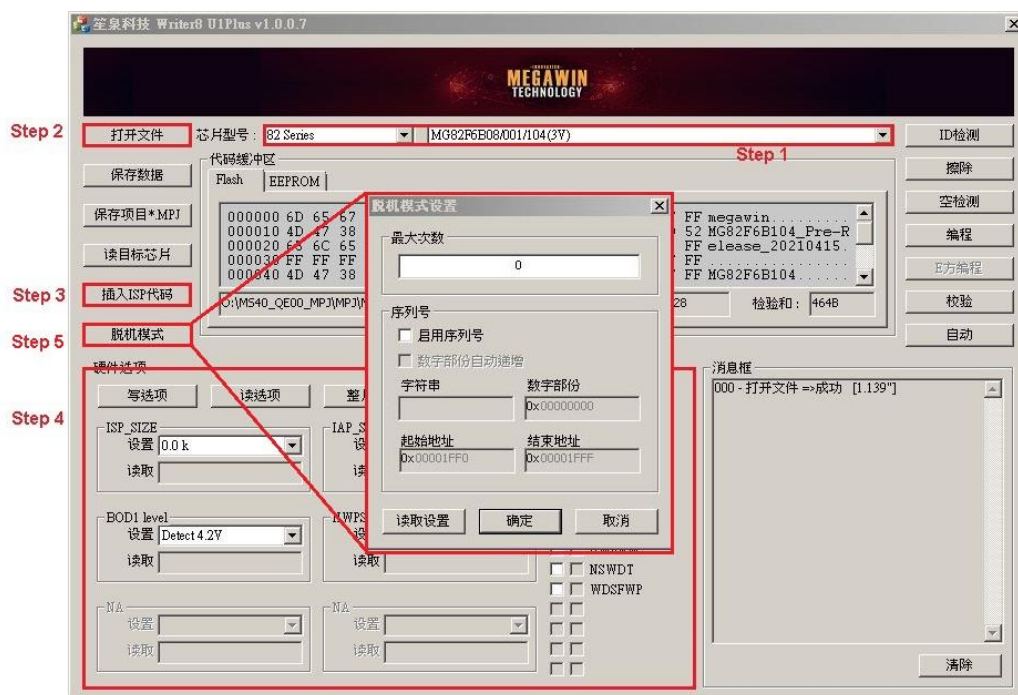 笙泉科技 Writer8 U1Plus v1.0.0.7
MEGAWIN
TECHNOLOGY
Step 2
打开文件
芯片型号：
82 Series
MG82F6B08/001/104(3V)
Step 1
ID检测
保存数据
代码缓冲区
Flash
EEPROM
擦除
保存项目*.MPJ
000000 6D 65 67
FF megawin.........
空检测
000010 4D 47 38
52 MG82F6B104_Pre-R
编程
读目标芯片
000020 65 6C 65
FF elease_20210415.
000030 FF FF FF
FF ................
E方编程
000040 4D 47 38
FF MG82F6B104......
Step 3
插入ISP代码
O:\M540_QE00_MPJ\MPJ\
28
检验和：
464B
校验
Step 5
脱机模式
自动
脱机模式设置
最大次数
0
序列号
启用序列号
数字部份自动递增
字符串
数字部份
0x00000000
起始地址
结束地址
0x00001FF0
0x00001FFF
读取设置
确定
取消
Step 4
硬件选项
写选项
读选项
ISP_SIZE
设置
0.0 k
读取
BOD1 level
设置
Detect 4.2V
读取
读取
NSWDT
WDSFWP
NA
设置
读取
NA
设置
读取
消息框
000 - 打开文件 =>成功 [1.139"]
清除